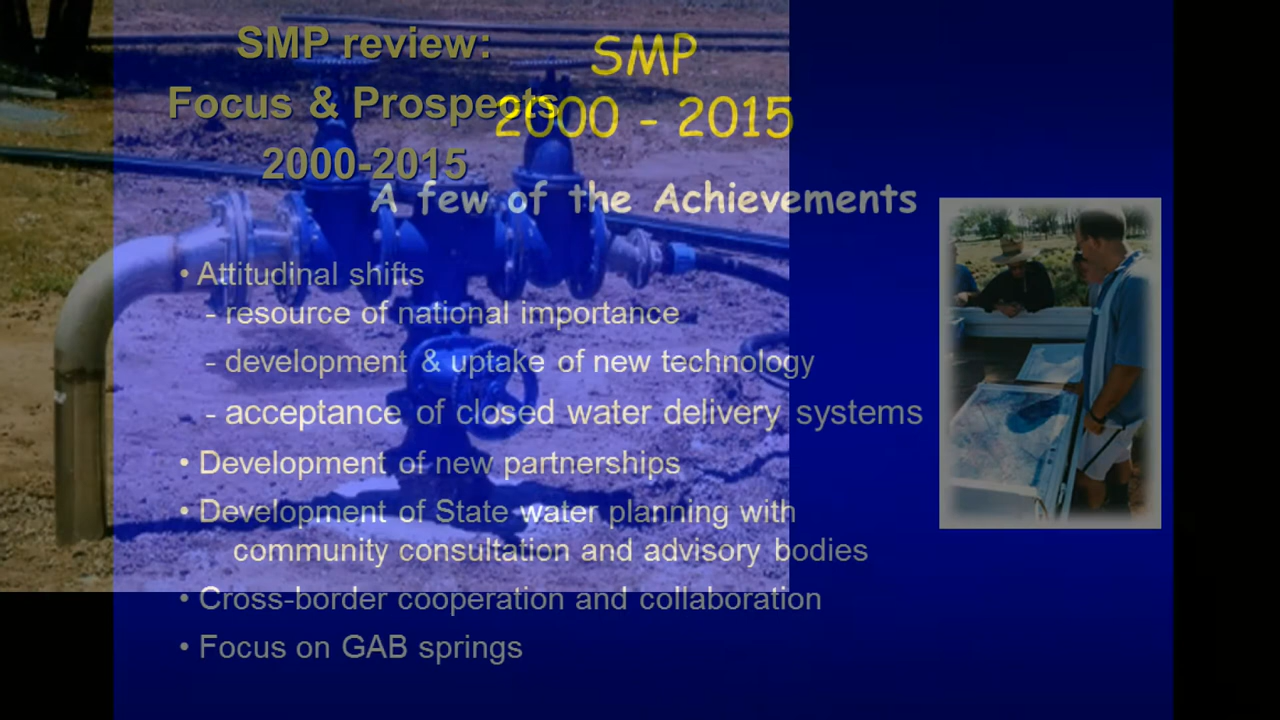 SMP review:
Focus & Prospects
2000-2015
SMP
2000 - 2015
A few of the Achievements
• Attitudinal shifts
- resource of national importance
- development & uptake of new technology
- acceptance of closed water delivery systems
• Development of new partnerships
• Development of State water planning with
community consultation and advisory bodies
• Cross-border cooperation and collaboration
• Focus on GAB springs